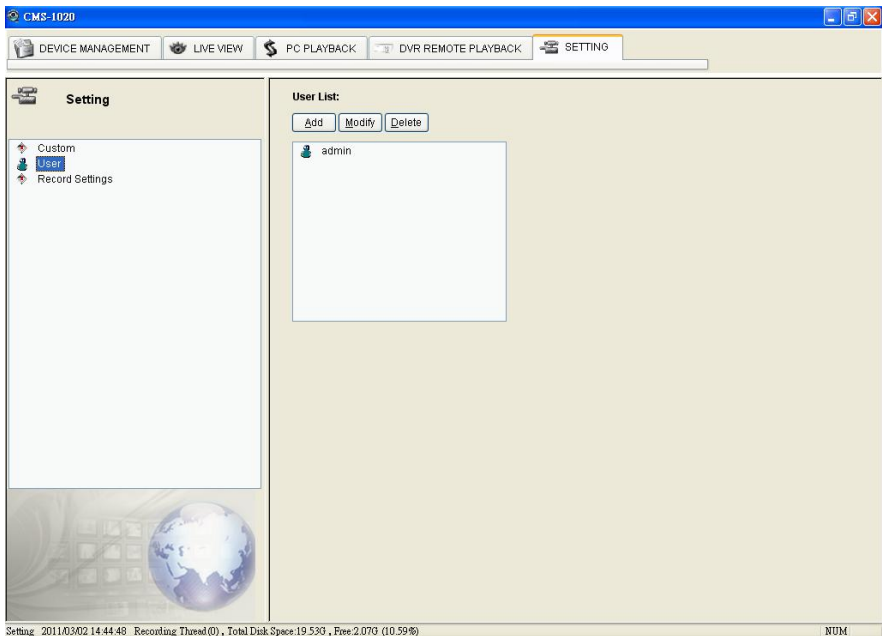 CMS-1020
DEVICE MANAGEMENT LIVE VIEW PC PLAYBACK DVR REMOTE PLAYBACK SETTING
Setting
Custom
User
Record Settings
User List:
Add Modify Delete
admin
Setting 2011/03/02 14:44:48 Recording Thread(0) , Total Disk Space:19.53G , Free:2.07G (10.59%) NUM